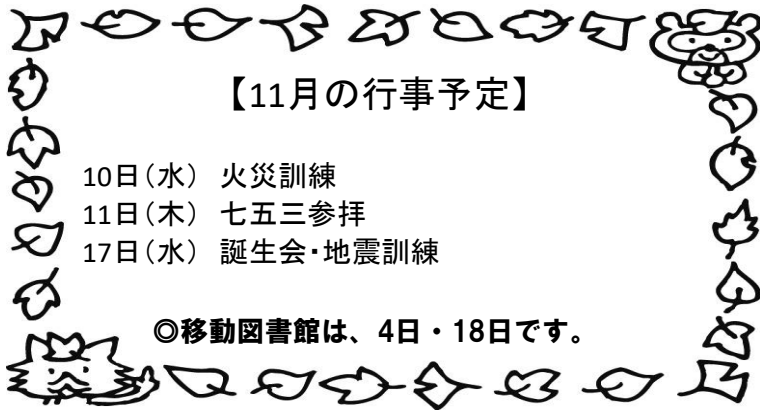 【11月の行事予定】
10日(水) 火災訓練
11日(木) 七五三参拝
17日(水) 誕生会・地震訓練
◎移動図書館は、4日・18日です。